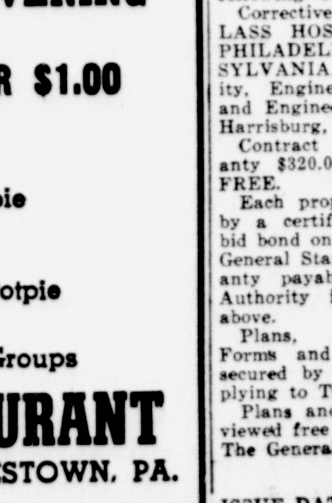 R $1.00
pie
otpie
Groups
URANT
STOWN, PA.
Corrective
LASS HOS
PHILADEL
SYLVANIA
ity, Engine
and Enginee
Harrisburg,
Contract
anty $320.0
FREE.
Each prop
by a certif
bid bond on
General Sta
anty payab
Authority
above.
Plans,
Forms and
secured by
plying to T
Plans and
viewed free
The Genera